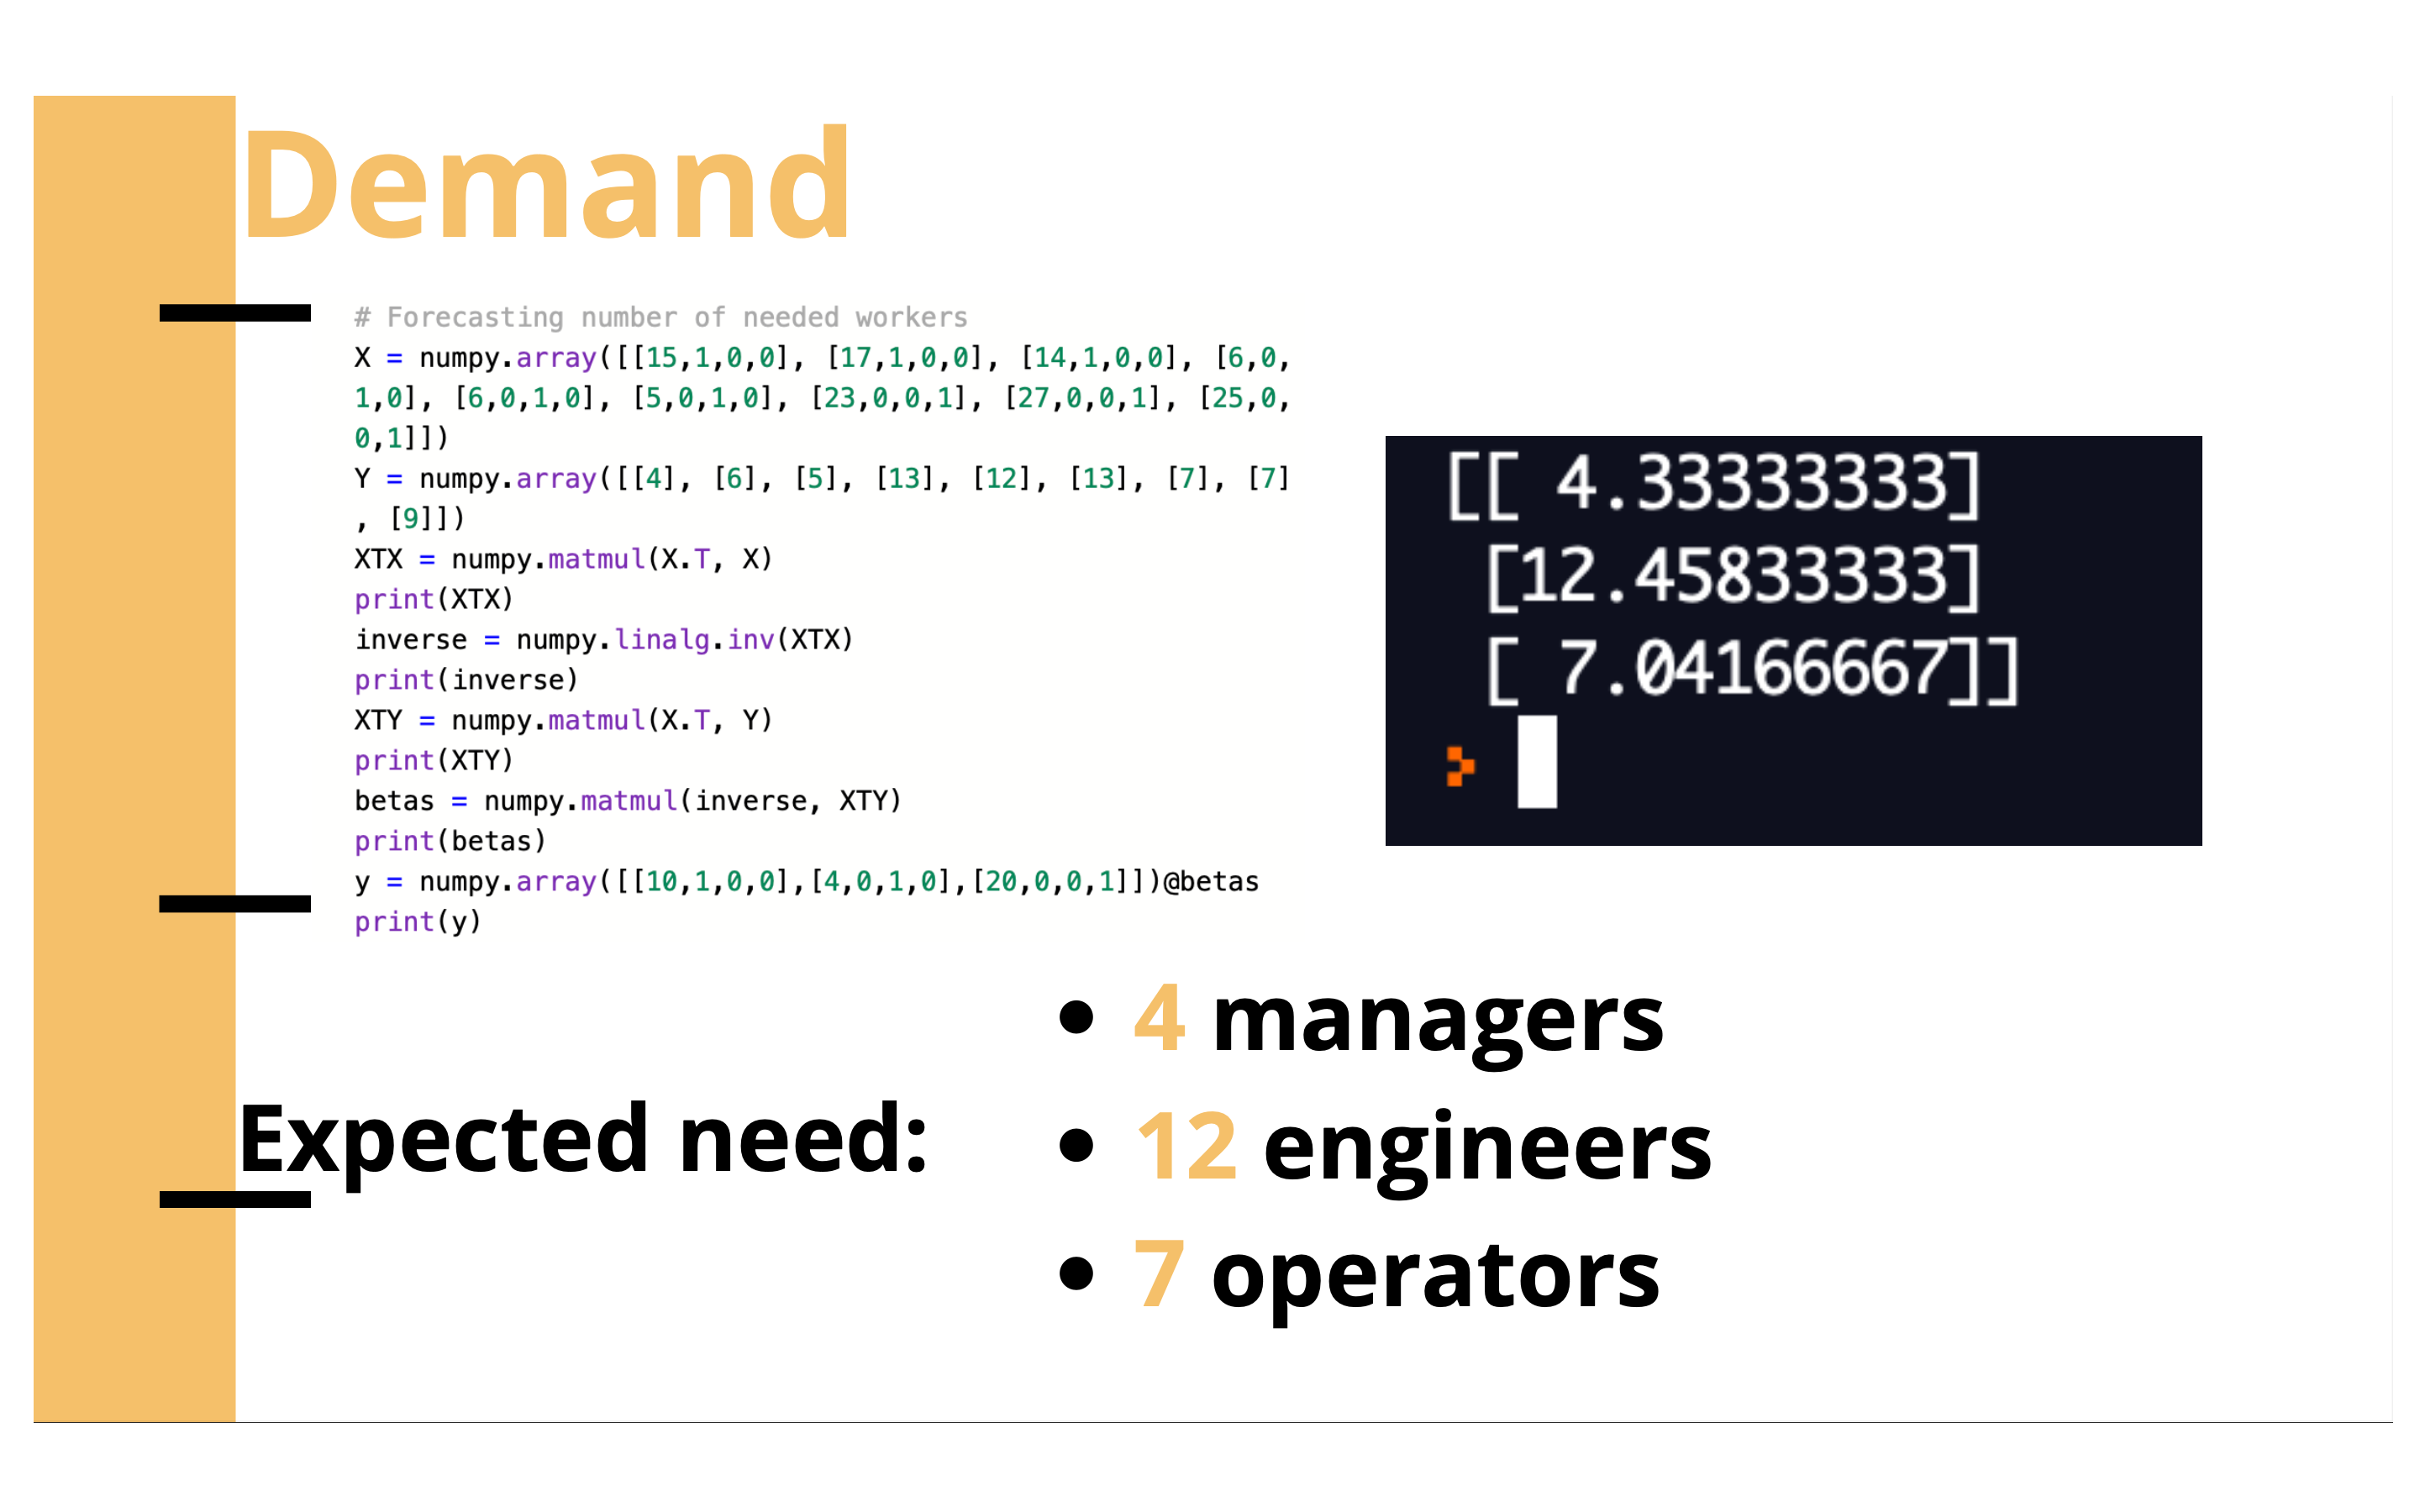 Demand
# Forecasting number of needed workers
X = numpy.array([[15,1,0,0], [17,1,0,0], [14,1,0,0], [6,0,
1,0], [6,0,1,0], [5,0,1,0], [23,0,0,1], [27,0,0,1], [25,0,
0,1]])
Y = numpy.array([[4], [6], [5], [13], [12], [13], [7], [7]
, [9]])
XTX = numpy.matmul(X.T, X)
print(XTX)
inverse = numpy.linalg.inv(XTX)
print(inverse)
XTY = numpy.matmul(X.T, Y)
print(XTY)
betas = numpy.matmul(inverse, XTY)
print(betas)
y = numpy.array([[10,1,0,0],[4,0,1,0],[20,0,0,1]])@betas
print(y)
[[ 4.33333333]
[12.45833333]
[ 7.04166667]]
Expected need:
• 4 managers
• 12 engineers
• 7 operators